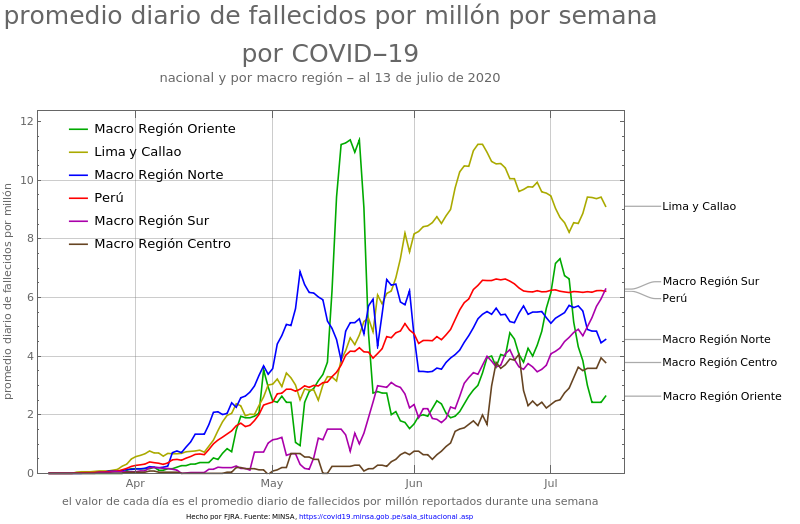 promedio diario de fallecidos por millón por semana
por COVID−19
nacional y por macro región − al 13 de julio de 2020
promedio diario de fallecidos por millón
12
10
8
6
4
2
0
Macro Región Oriente
Lima y Callao
Macro Región Norte
Perú
Macro Región Sur
Macro Región Centro
Lima y Callao
Macro Región Sur
Perú
Macro Región Norte
Macro Región Centro
Macro Región Oriente
Apr May Jun Jul
el valor de cada día es el promedio diario de fallecidos por millón reportados durante una semana
Hecho por FJRA. Fuente: MINSA, https://covid19.minsa.gob.pe/sala_situacional .asp